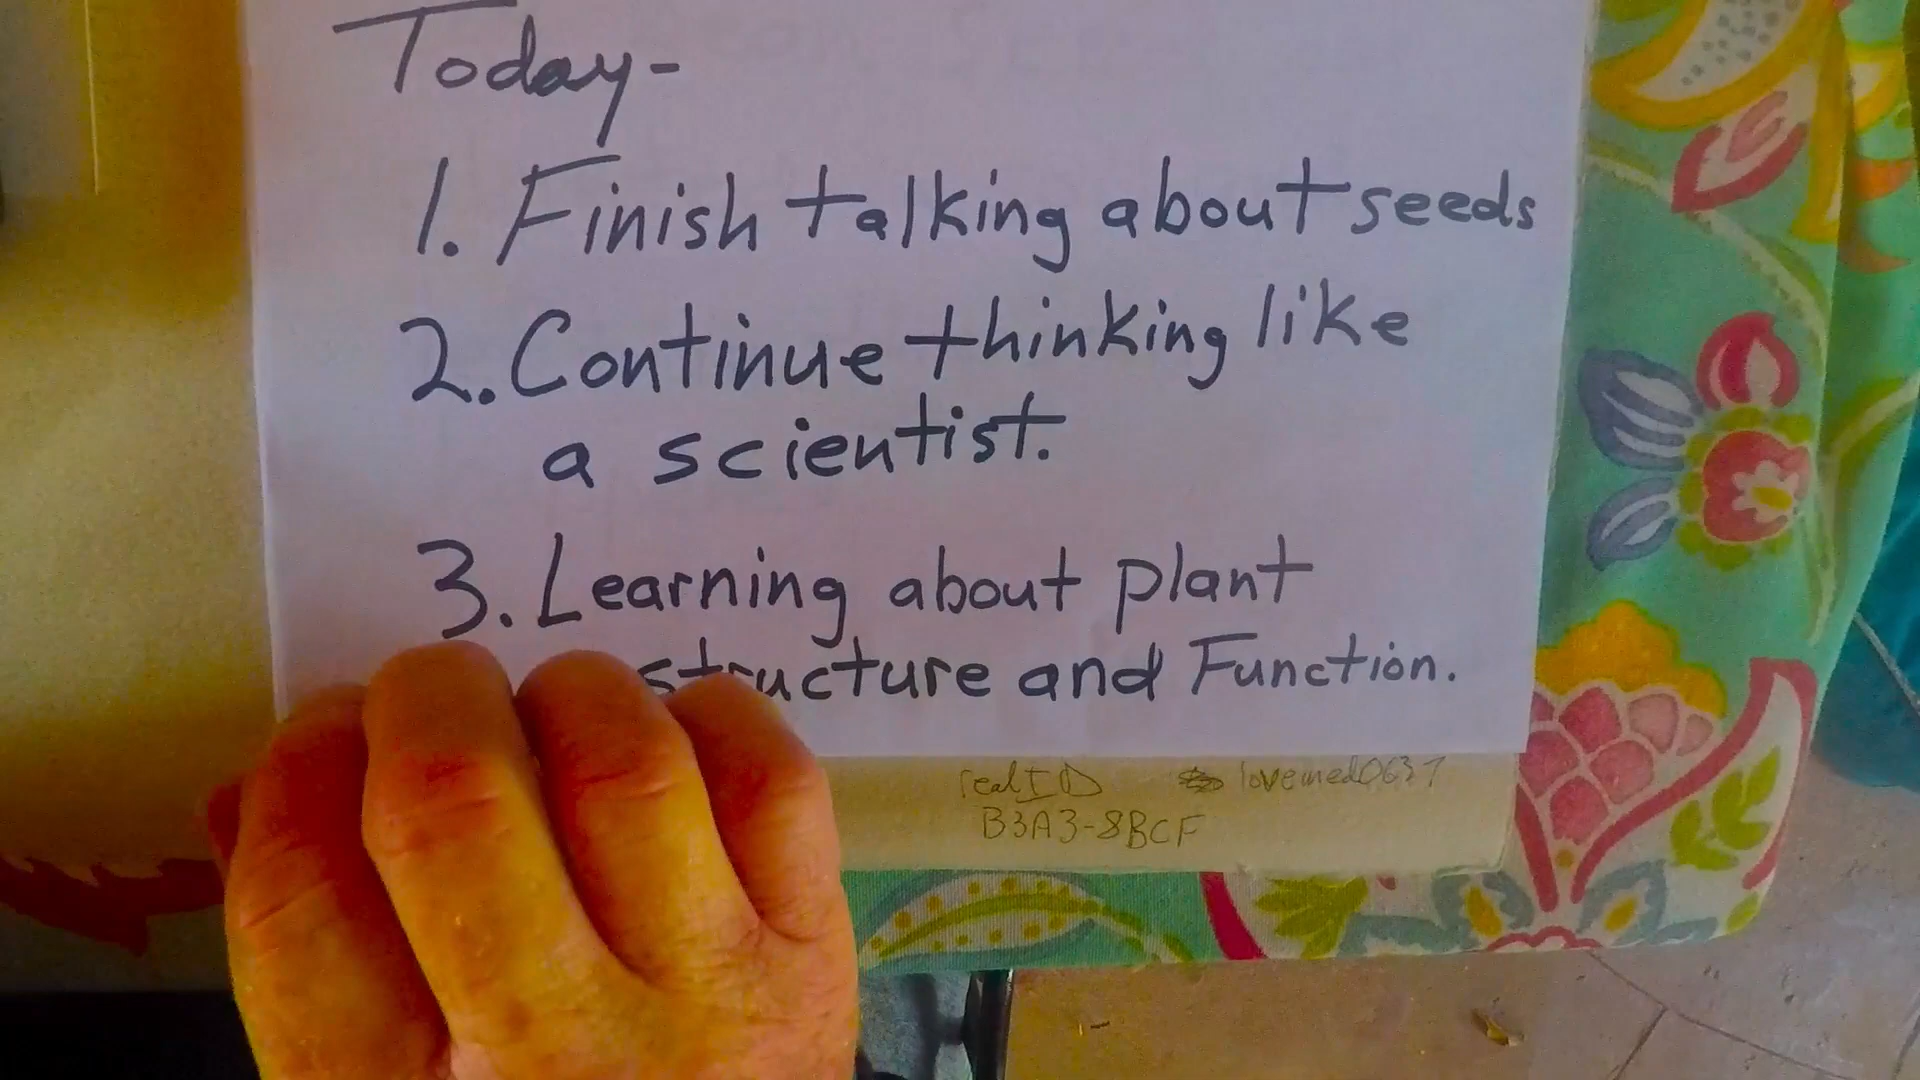 Today-
1. Finish talking about seeds
2. Continue thinking like
a scientist.
3. Learning about plant
structure and Function.
realID lovemed0637
B3A3-8BCF